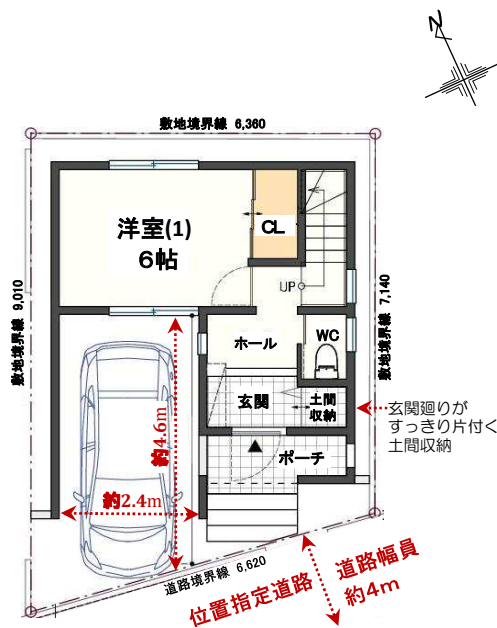 N
敷地境界線 6,360
洋室(1)
6帖
CL
UP
敷地境界線 9,010
敷地境界線 7,140
ホール
WC
玄関
土間
収納
玄関廻りが
すっきり片付く
土間収納
約4.6m
ポーチ
約2.4m
道路境界線 6,620
位置指定道路
道路幅員
約4m